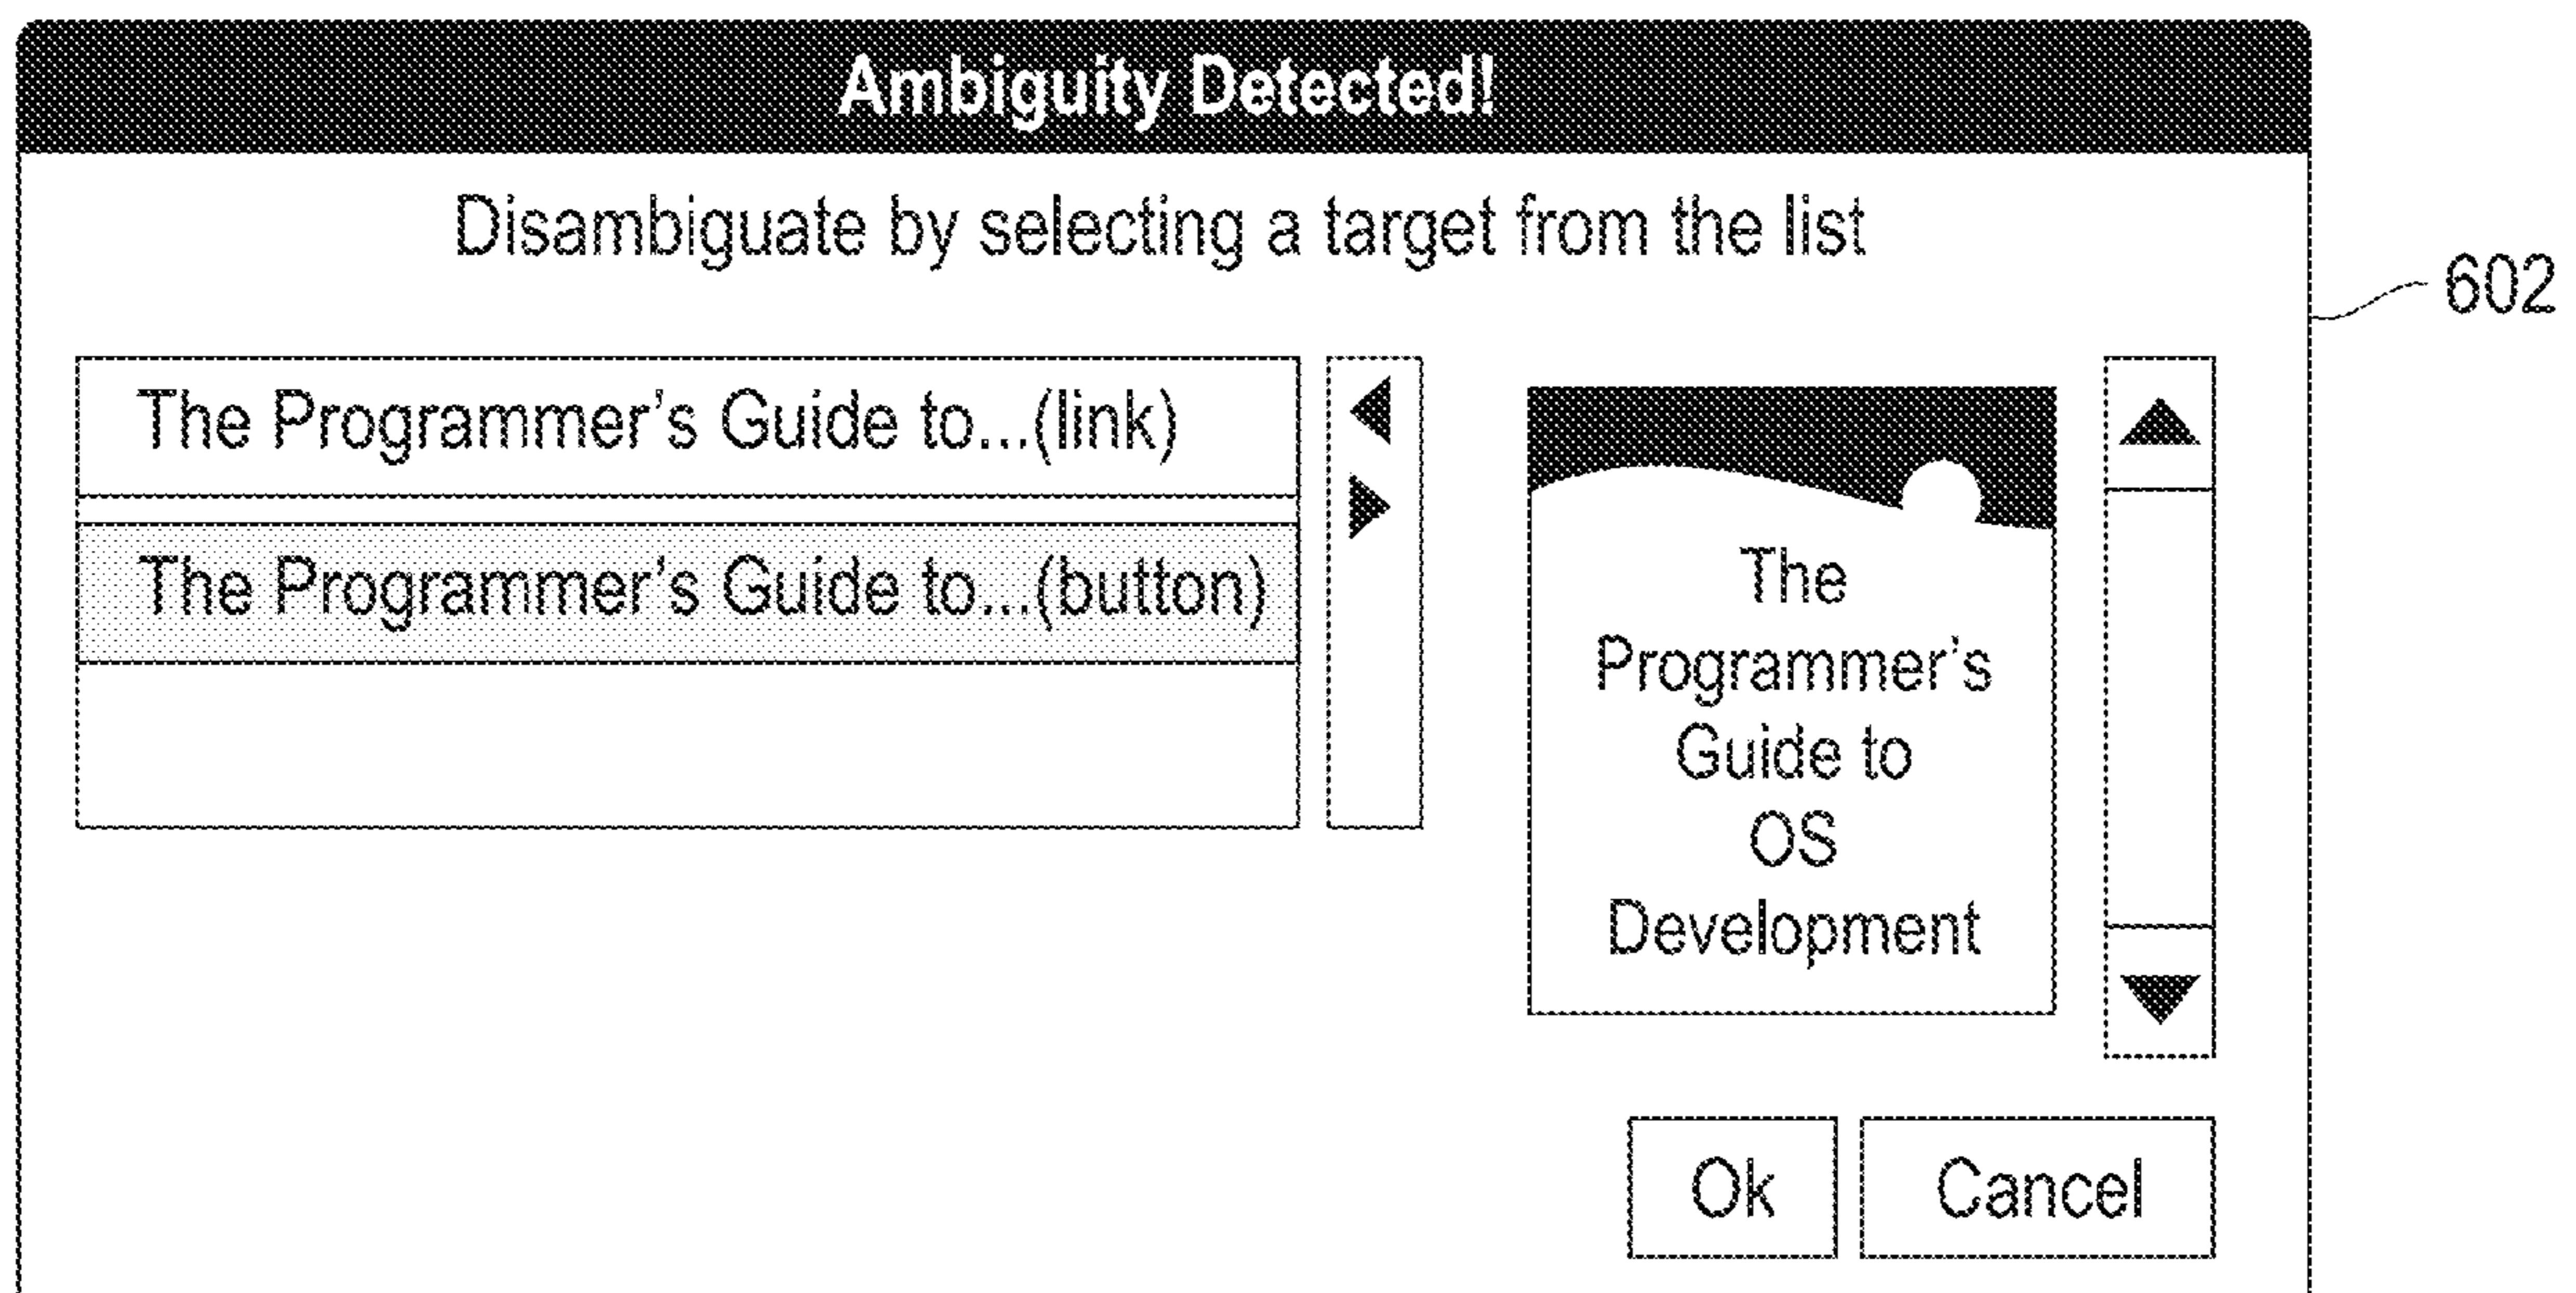 Ambiguity Detected!
Disambiguate by selecting a target from the list
602
The Programmer's Guide to...(link)
The Programmer's Guide to...(button)
The
Programmer's
Guide to
OS
Development
Ok
Cancel